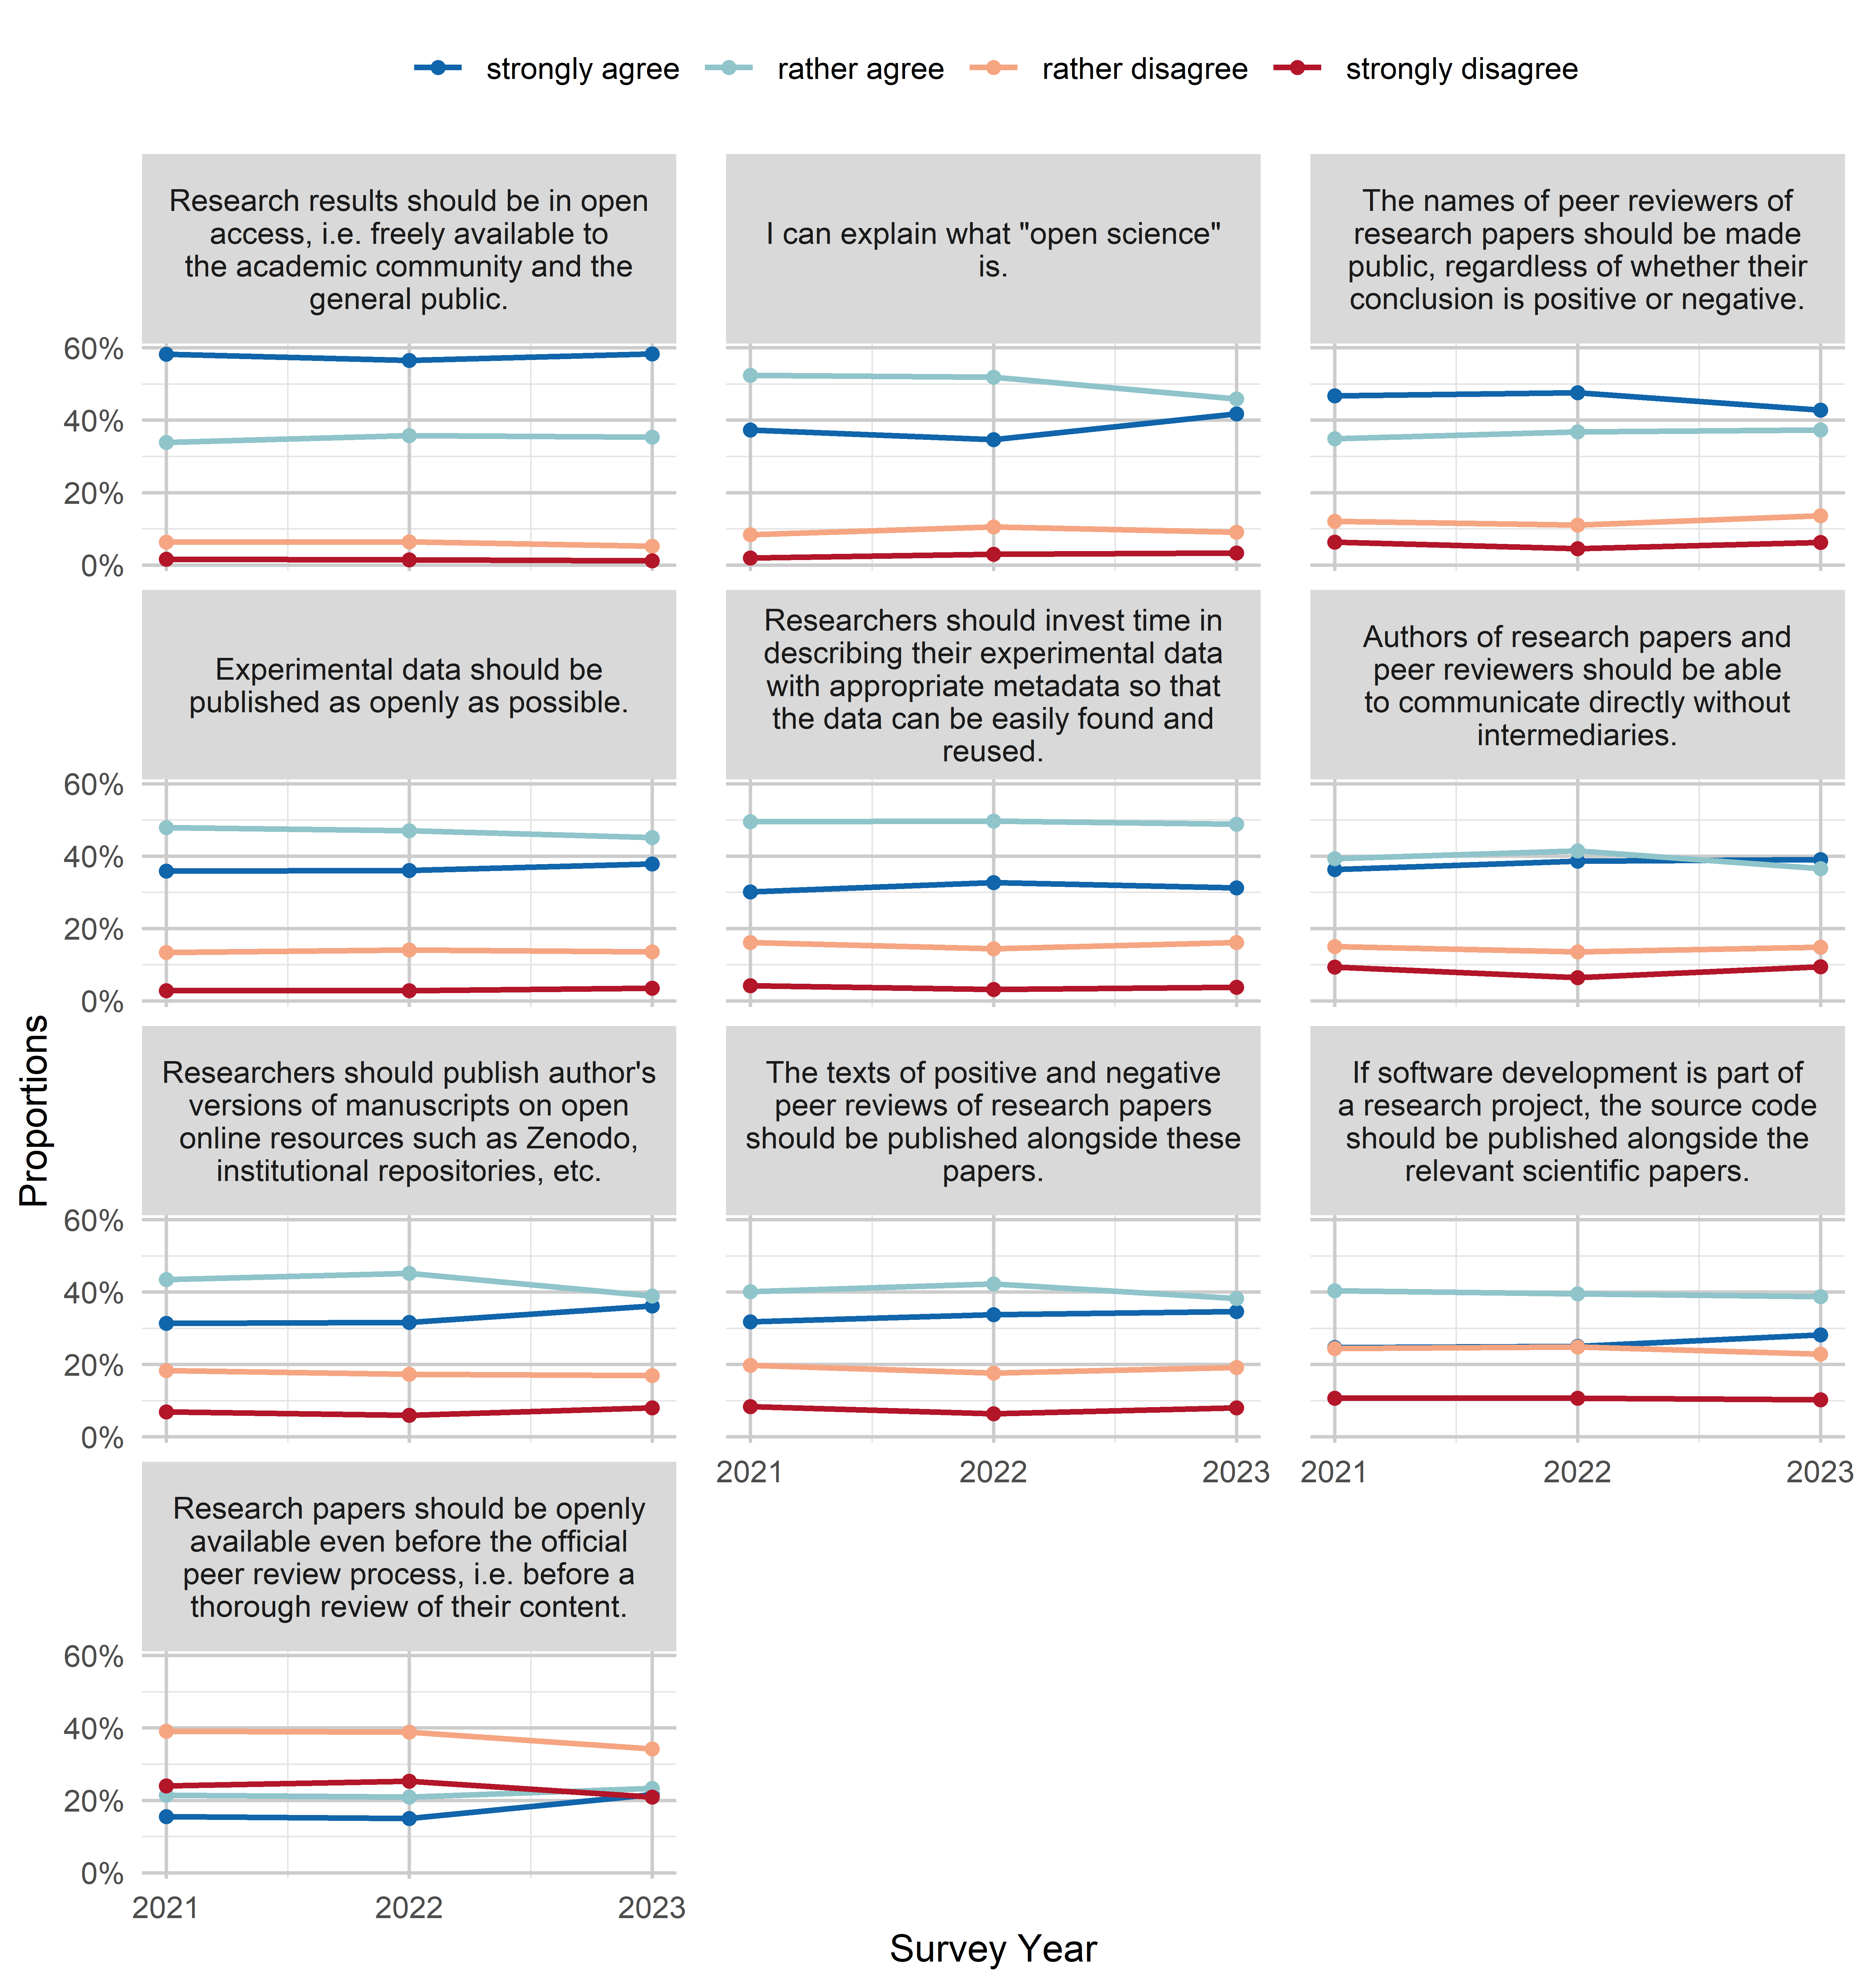 strongly agree rather agree rather disagree strongly disagree
Research results should be in open
access, i.e. freely available to
the academic community and the
general public.
I can explain what "open science"
is.
The names of peer reviewers of
research papers should be made
public, regardless of whether their
conclusion is positive or negative.
60%
40%
20%
0%
Experimental data should be
published as openly as possible.
Researchers should invest time in
describing their experimental data
with appropriate metadata so that
the data can be easily found and
reused.
Authors of research papers and
peer reviewers should be able
to communicate directly without
intermediaries.
60%
40%
20%
0%
Proportions
Researchers should publish author's
versions of manuscripts on open
online resources such as Zenodo,
institutional repositories, etc.
The texts of positive and negative
peer reviews of research papers
should be published alongside these
papers.
If software development is part of
a research project, the source code
should be published alongside the
relevant scientific papers.
60%
40%
20%
0%
2021 2022 2023
2021 2022 2023
Research papers should be openly
available even before the official
peer review process, i.e. before a
thorough review of their content.
60%
40%
20%
0%
2021 2022 2023
Survey Year